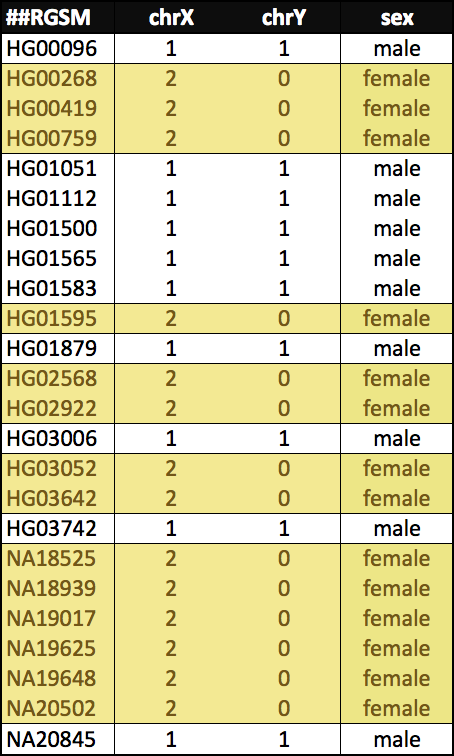 ##RGSM chrX chrY sex
HG00096 1 1 male
HG00268 2 0 female
HG00419 2 0 female
HG00759 2 0 female
HG01051 1 1 male
HG01112 1 1 male
HG01500 1 1 male
HG01565 1 1 male
HG01583 1 1 male
HG01595 2 0 female
HG01879 1 1 male
HG02568 2 0 female
HG02922 2 0 female
HG03006 1 1 male
HG03052 2 0 female
HG03642 2 0 female
HG03742 1 1 male
NA18525 2 0 female
NA18939 2 0 female
NA19017 2 0 female
NA19625 2 0 female
NA19648 2 0 female
NA20502 2 0 female
NA20845 1 1 male